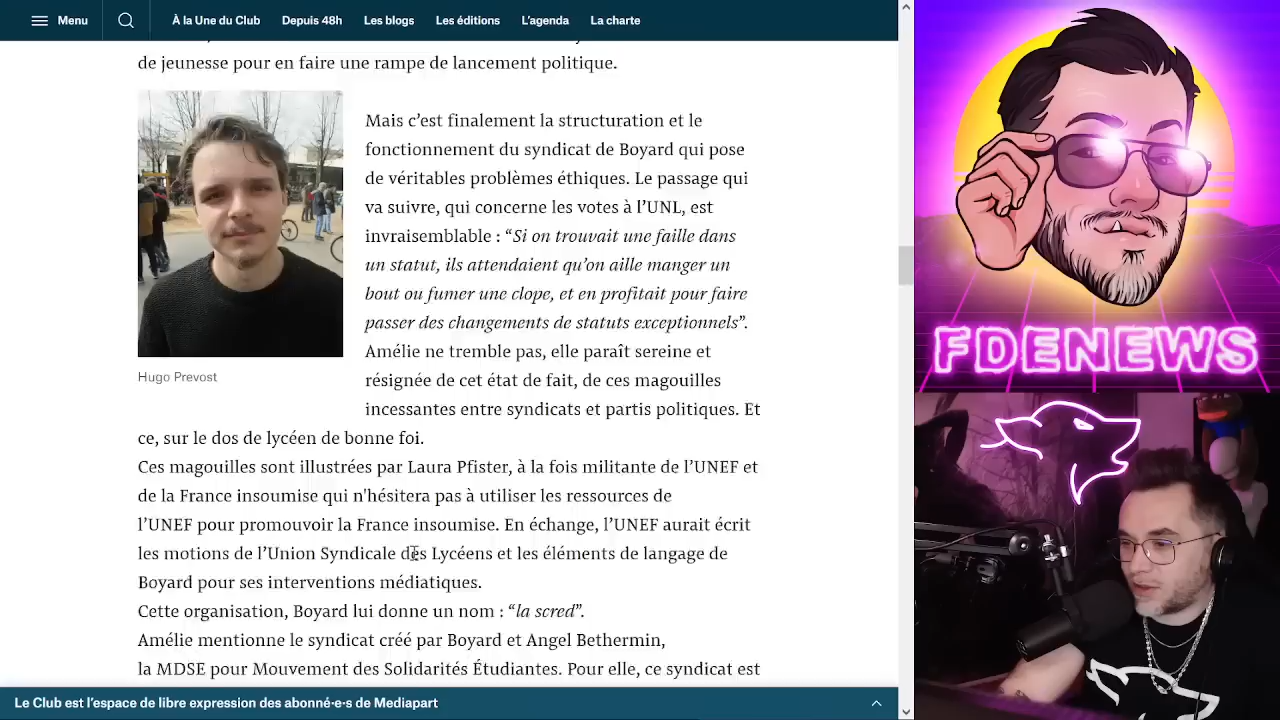 Menu
À la Une du Club
Depuis 48h
Les blogs
Les éditions
L'agenda
La charte
de jeunesse pour en faire une rampe de lancement politique.
Mais c'est finalement la structuration et le
fonctionnement du syndicat de Boyard qui pose
de véritables problèmes éthiques. Le passage qui
va suivre, qui concerne les votes à l'UNL, est
invraisemblable : “Si on trouvait une faille dans
un statut, ils attendaient qu'on aille manger un
bout ou fumer une clope, et en profitait pour faire
passer des changements de statuts exceptionnels”.
Amélie ne tremble pas, elle paraît sereine et
résignée de cet état de fait, de ces magouilles
incessantes entre syndicats et partis politiques. Et
ce, sur le dos de lycéen de bonne foi.
Hugo Prevost
Ces magouilles sont illustrées par Laura Pfister, à la fois militante de l'UNEF et
de la France insoumise qui n'hésitera pas à utiliser les ressources de
l'UNEF pour promouvoir la France insoumise. En échange, l'UNEF aurait écrit
les motions de l'Union Syndicale des Lycéens et les éléments de langage de
Boyard pour ses interventions médiatiques.
Cette organisation, Boyard lui donne un nom : “la scred”.
Amélie mentionne le syndicat créé par Boyard et Angel Bethermin,
la MDSE pour Mouvement des Solidarités Étudiantes. Pour elle, ce syndicat est
Le Club est l'espace de libre expression des abonné·e·s de Mediapart
FDENEWS